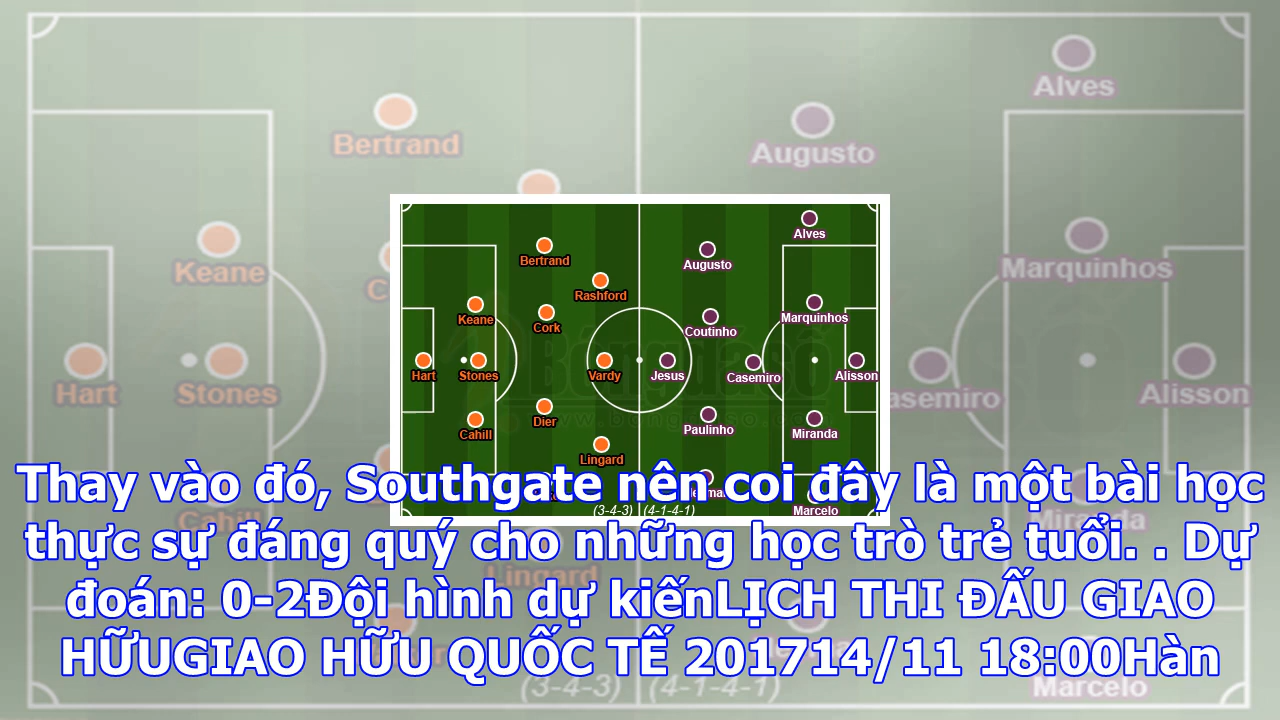 Alves
Bertrand
Augusto
Keane
Marquinhos
Hart
Stones
Alisson
Cahill
Miranda
Lingard
(3-4-3) (4-1-4-1)
Marcelo
Alves
Bertrand
Augusto
Rashford
Keane
Marquinhos
Cork
Coutinho
Hart
Stones
Vardy
Jesus
Casemiro
Alisson
Dier
Paulinho
Cahill
Miranda
Lingard
Marcelo
(3-4-3) (4-1-4-1)
Thay vào đó, Southgate nên coi đây là một bài học
thực sự đáng quý cho những học trò trẻ tuổi. . Dự
đoán: 0-2Đội hình dự kiếnLỊCH THI ĐẤU GIAO
HỮUGIAO HỮU QUỐC TẾ 201714/11 18:00Hàn